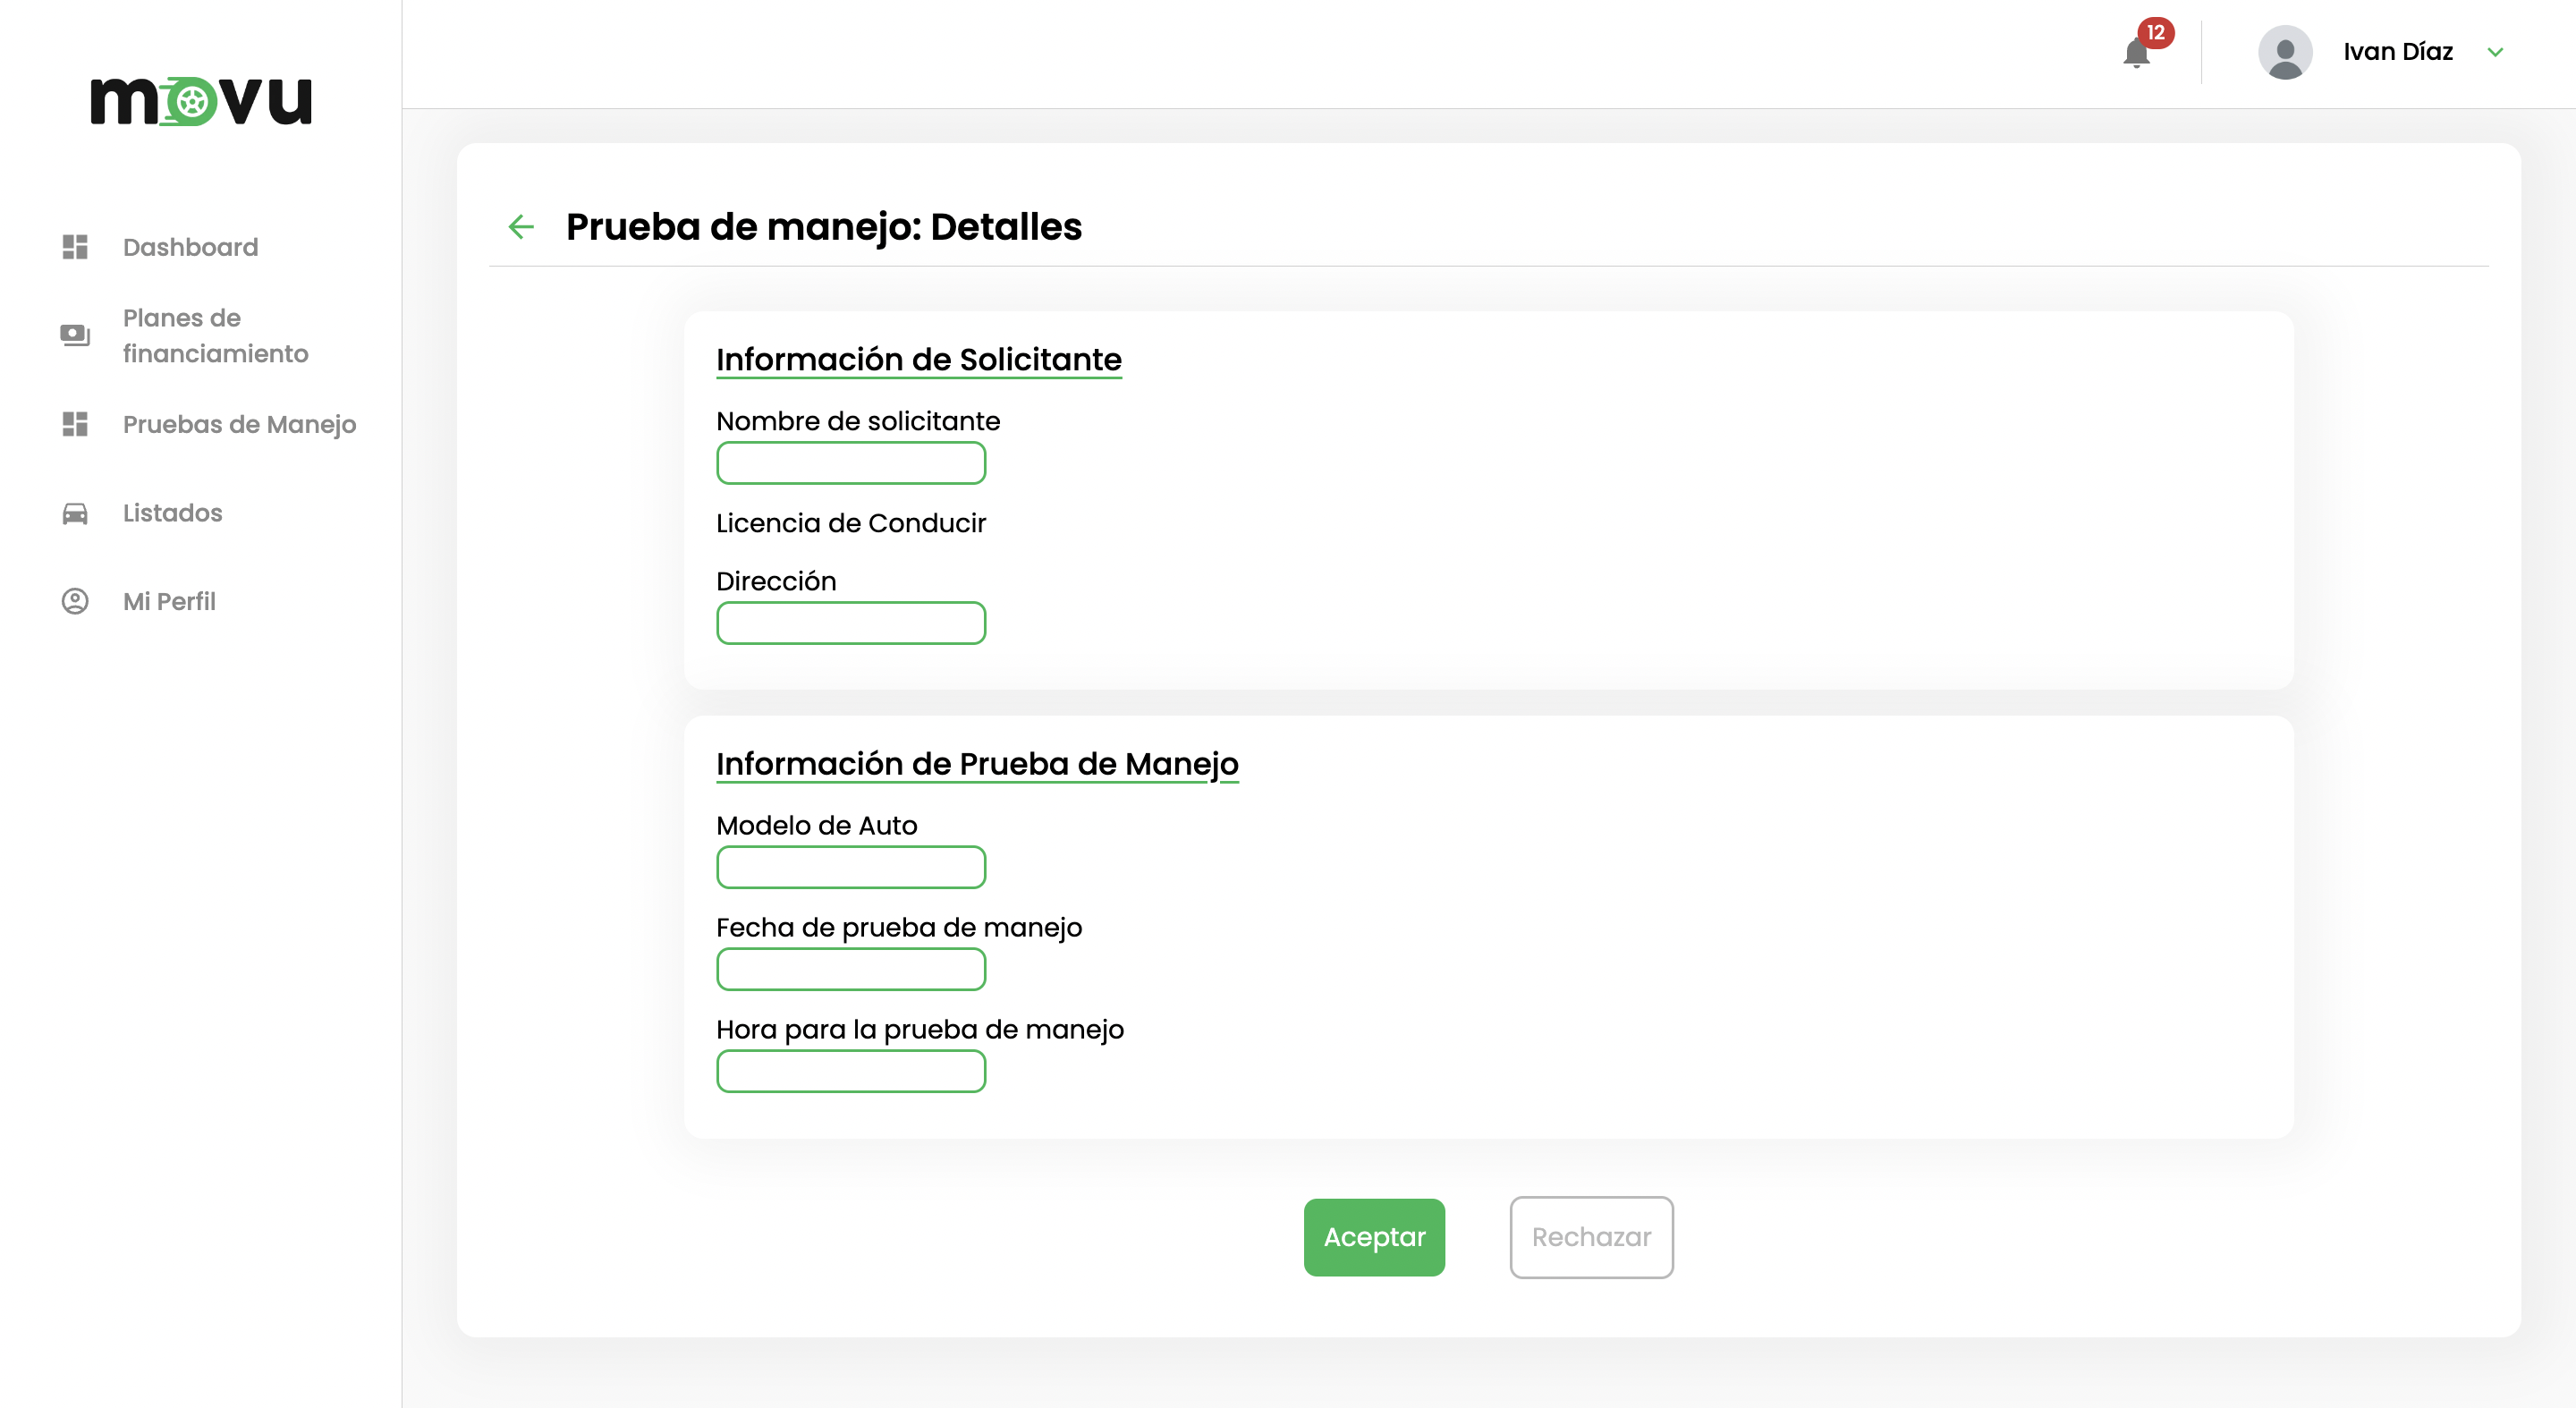 movu
12
Ivan Díaz
Dashboard
Planes de
financiamiento
Pruebas de Manejo
Listados
Mi Perfil
Prueba de manejo: Detalles
Información de Solicitante
Nombre de solicitante
Licencia de Conducir
Dirección
Información de Prueba de Manejo
Modelo de Auto
Fecha de prueba de manejo
Hora para la prueba de manejo
Aceptar
Rechazar